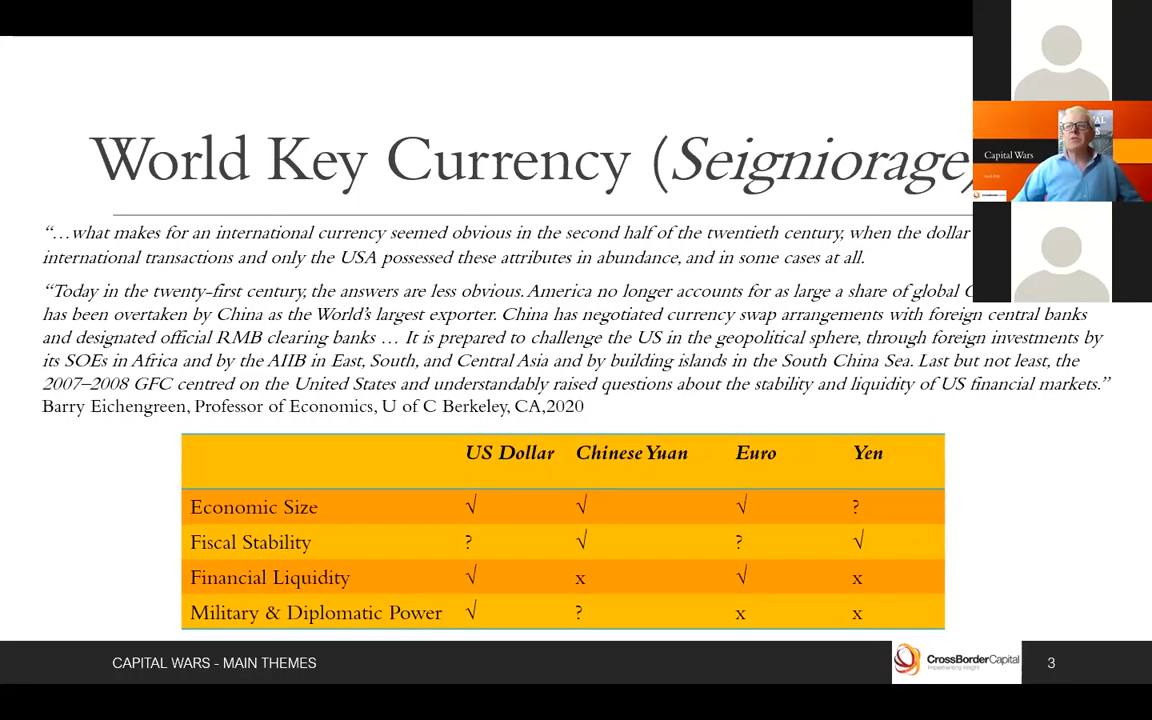 World Key Currency (Seigniorage)
“…what makes for an international currency seemed obvious in the second half of the twentieth century, when the dollar
international transactions and only the USA possessed these attributes in abundance, and in some cases at all.
“Today in the twenty-first century, the answers are less obvious. America no longer accounts for as large a share of global
has been overtaken by China as the World’s largest exporter. China has negotiated currency swap arrangements with foreign central banks
and designated official RMB clearing banks … It is prepared to challenge the US in the geopolitical sphere, through foreign investments by
its SOEs in Africa and by the AIIB in East, South, and Central Asia and by building islands in the South China Sea. Last but not least, the
2007–2008 GFC centred on the United States and understandably raised questions about the stability and liquidity of US financial markets.”
Barry Eichengreen, Professor of Economics, U of C Berkeley, CA,2020
US Dollar Chinese Yuan Euro Yen
Economic Size √ √ √ ?
Fiscal Stability ? √ ? √
Financial Liquidity √ x √ x
Military & Diplomatic Power √ ? x x
CAPITAL WARS - MAIN THEMES
CrossBorderCapital
3
Capital Wars